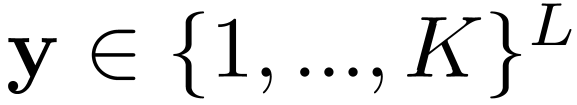 𝐲 ∈ {1, ..., K}^L